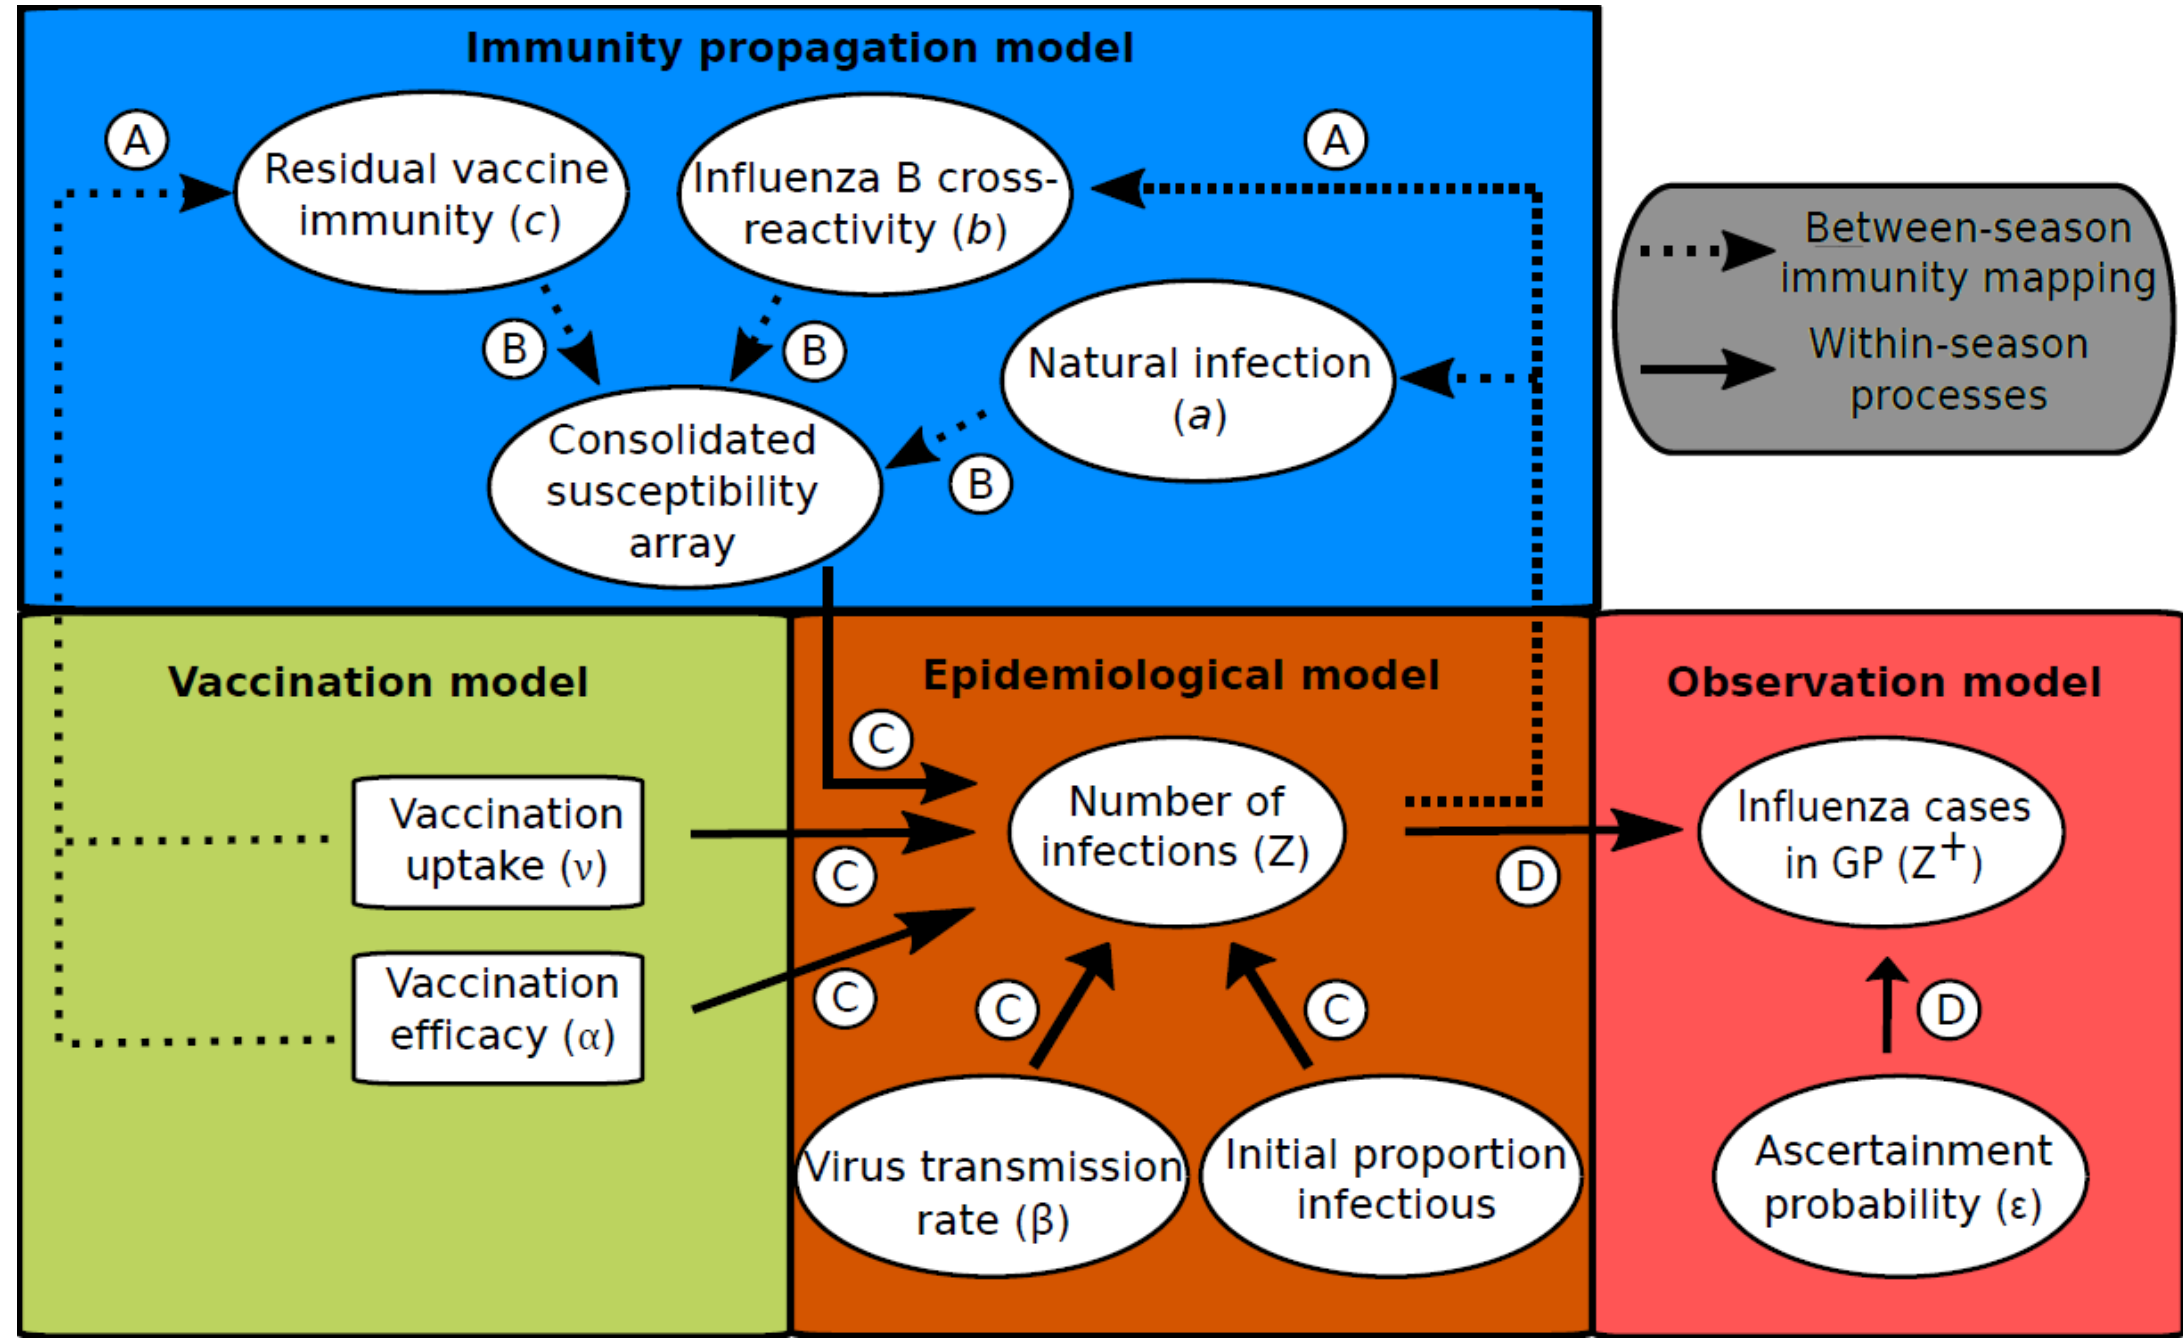 Immunity propagation model
A
Residual vaccine
immunity (c)
Influenza B cross-
reactivity (b)
A
Between-season
immunity mapping
Within-season
processes
B
B
Natural infection
(a)
B
Consolidated
susceptibility
array
Vaccination model
Vaccination
uptake (ν)
Vaccination
efficacy (α)
Epidemiological model
C
Number of
infections (Z)
C
C
C
C
D
Virus transmission
rate (β)
Initial proportion
infectious
Observation model
Influenza cases
in GP (Z⁺)
D
Ascertainment
probability (ε)